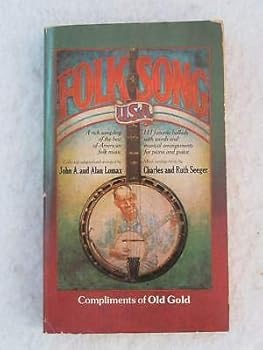 FOLK SONG
USA
A rich sampling
of the best
of American
folk music
111 favorite ballads
with words and
musical arrangements
for piano and guitar
Collected, adapted and arranged by
John A. and Alan Lomax
Music arrangements by
Charles and Ruth Seeger
Compliments of Old Gold